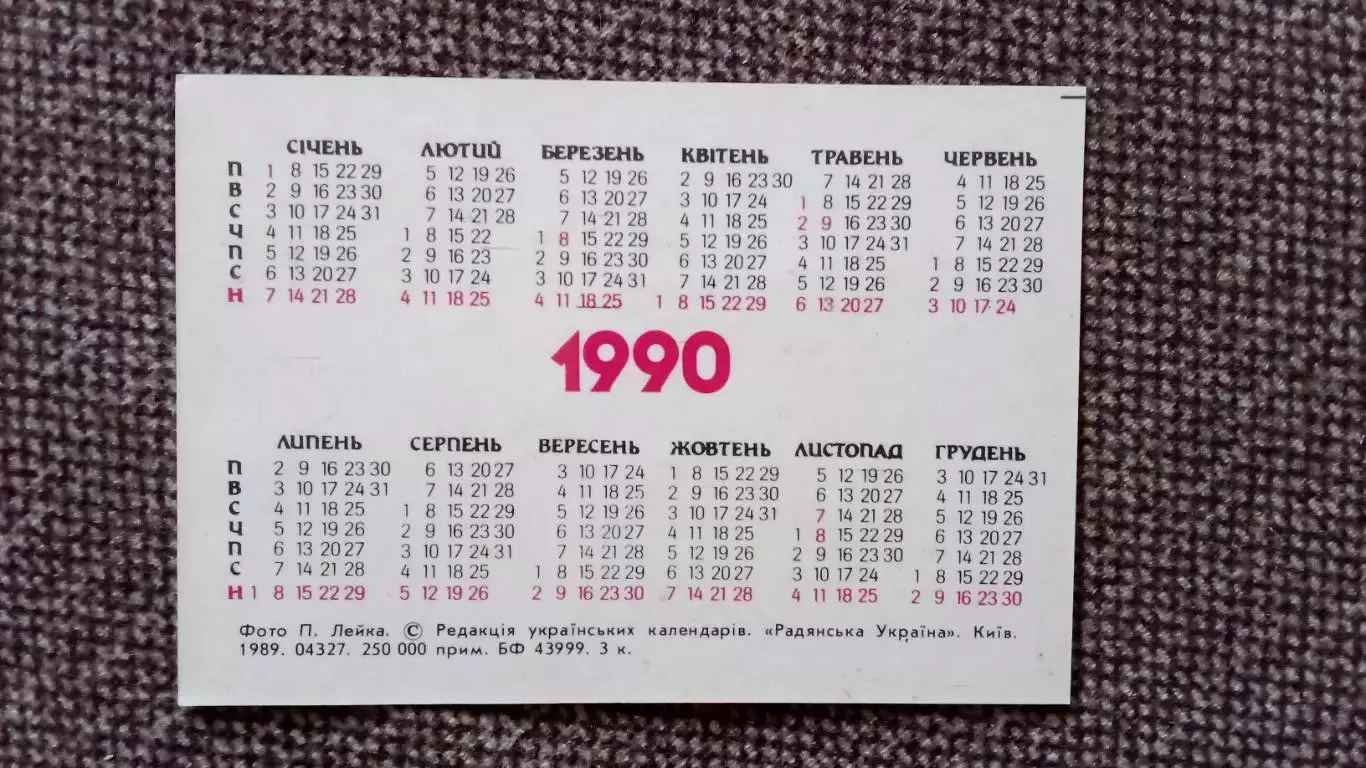 СІЧЕНЬ ЛЮТИЙ БЕРЕЗЕНЬ КВІТЕНЬ ТРАВЕНЬ ЧЕРВЕНЬ
П 1 8 15 22 29 5 12 19 26 5 12 19 26 2 9 16 23 30 7 14 21 28 4 11 18 25
В 2 9 16 23 30 6 13 20 27 6 13 20 27 3 10 17 24 1 8 15 22 29 5 12 19 26
С 3 10 17 24 31 7 14 21 28 7 14 21 28 4 11 18 25 2 9 16 23 30 6 13 20 27
Ч 4 11 18 25 1 8 15 22 1 8 15 22 29 5 12 19 26 3 10 17 24 31 7 14 21 28
П 5 12 19 26 2 9 16 23 2 9 16 23 30 6 13 20 27 4 11 18 25 1 8 15 22 29
С 6 13 20 27 3 10 17 24 3 10 17 24 31 7 14 21 28 5 12 19 26 2 9 16 23 30
Н 7 14 21 28 4 11 18 25 4 11 18 25 1 8 15 22 29 6 13 20 27 3 10 17 24
1990
ЛИПЕНЬ СЕРПЕНЬ ВЕРЕСЕНЬ ЖОВТЕНЬ ЛИСТОПАД ГРУДЕНЬ
П 2 9 16 23 30 6 13 20 27 3 10 17 24 1 8 15 22 29 5 12 19 26 3 10 17 24 31
В 3 10 17 24 31 7 14 21 28 4 11 18 25 2 9 16 23 30 6 13 20 27 4 11 18 25
С 4 11 18 25 1 8 15 22 29 5 12 19 26 3 10 17 24 31 7 14 21 28 5 12 19 26
Ч 5 12 19 26 2 9 16 23 30 6 13 20 27 4 11 18 25 1 8 15 22 29 6 13 20 27
П 6 13 20 27 3 10 17 24 31 7 14 21 28 5 12 19 26 2 9 16 23 30 7 14 21 28
С 7 14 21 28 4 11 18 25 1 8 15 22 29 6 13 20 27 3 10 17 24 1 8 15 22 29
Н 1 8 15 22 29 5 12 19 26 2 9 16 23 30 7 14 21 28 4 11 18 25 2 9 16 23 30
Фото П. Лейка. © Редакція українських календарів. «Радянська Україна». Київ.
1989. 04327. 250 000 прим. БФ 43999. 3 к.